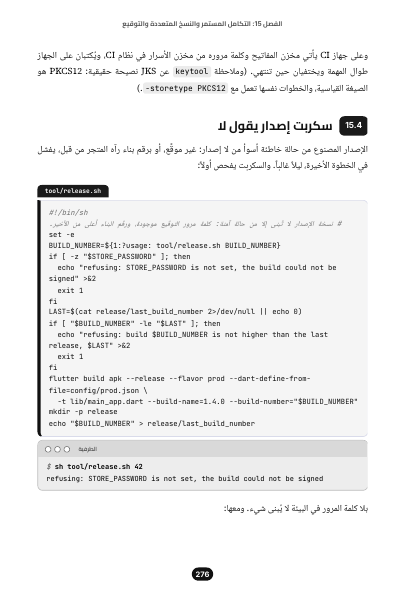 الفصل 15: التكامل المستمر والنسخ المتعددة والتوقيع
وعلى جهاز CI يأتي مخزن المفاتيح وكلمة مروره من مخزن الأسرار في نظام CI، ويُكتبان على الجهاز
طوال المهمة ويختفيان حين تنتهي. (وملاحظة keytool عن JKS نصيحة حقيقية: PKCS12 هو
الصيغة القياسية، والخطوات نفسها تعمل مع -storetype PKCS12.)
15.4 سكربت إصدار يقول لا
الإصدار المصنوع من حالة خاطئة أسوأ من لا إصدار: غير موقَّع، أو برقم بناء رآه المتجر من قبل، يفشل
في الخطوة الأخيرة، ليلاً غالباً. والسكربت يفحص أولاً:
tool/release.sh
#!/bin/sh
# نسخة الإصدار لا تُبنى إلا من حالة آمنة: كلمة مرور التوقيع موجودة، ورقم البناء أعلى من الأخير.
set -e
BUILD_NUMBER=${1:?usage: tool/release.sh BUILD_NUMBER}
if [ -z "$STORE_PASSWORD" ]; then
echo "refusing: STORE_PASSWORD is not set, the build could not be
signed" >&2
exit 1
fi
LAST=$(cat release/last_build_number 2>/dev/null || echo 0)
if [ "$BUILD_NUMBER" -le "$LAST" ]; then
echo "refusing: build $BUILD_NUMBER is not higher than the last
release, $LAST" >&2
exit 1
fi
flutter build apk --release --flavor prod --dart-define-from-
file=config/prod.json \
-t lib/main_prod.dart --build-name=1.4.0 --build-number="$BUILD_NUMBER"
mkdir -p release
echo "$BUILD_NUMBER" > release/last_build_number
الطرفية
$ sh tool/release.sh 42
refusing: STORE_PASSWORD is not set, the build could not be signed
بلا كلمة المرور في البيئة لا يُبنى شيء. ومعها:
276